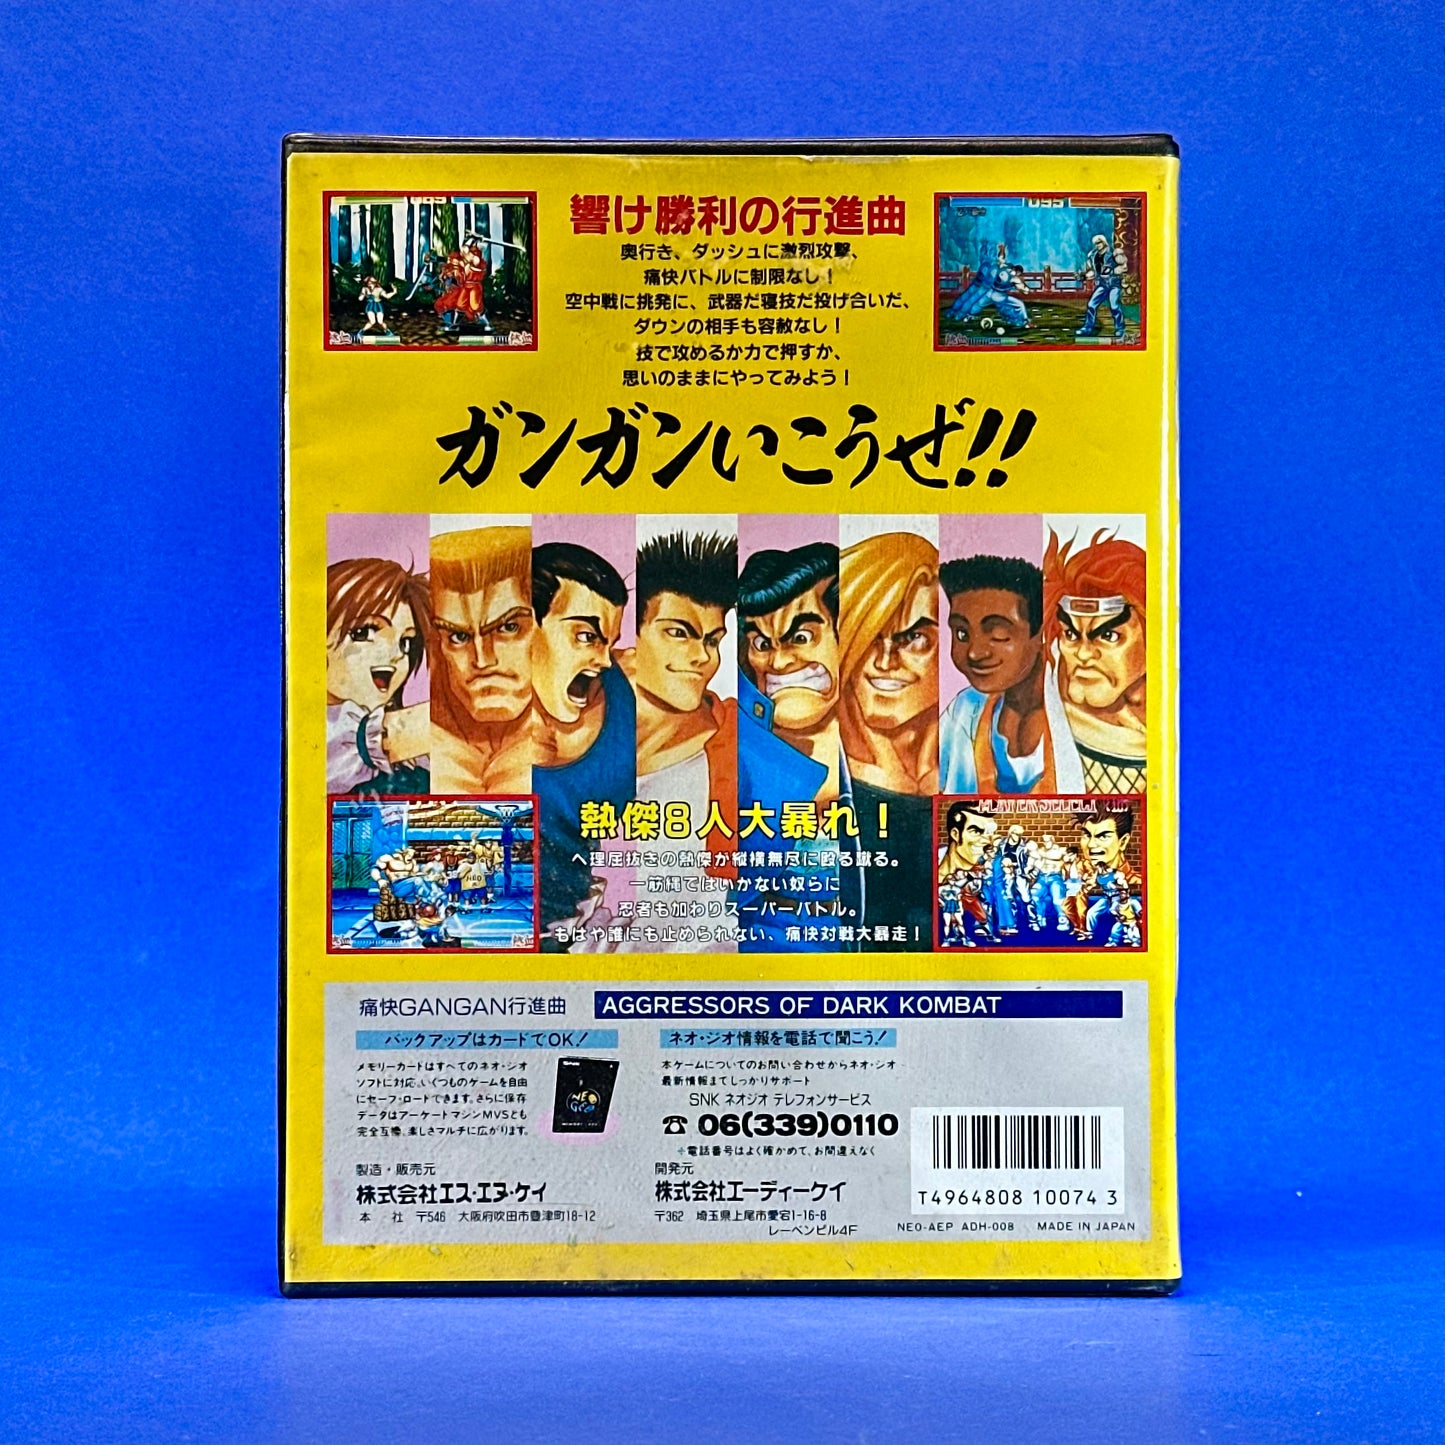 響け勝利の行進曲
奥行き、ダッシュに激烈攻撃、
痛快バトルに制限なし！
空中戦に挑発に、武器だ寝技だ投げ合いだ、
ダウンの相手も容赦なし！
技で攻めるか力で押すか、
思いのままにやってみよう！
ガンガンいこうぜ!!
PLAYER SELECT
熱傑8人大暴れ！
へ理屈抜きの熱傑が縦横無尽に殴る蹴る。
一筋縄ではいかない奴らに
忍者も加わりスーパーバトル。
もはや誰にも止められない、痛快対戦大暴走！
痛快GANGAN行進曲
AGGRESSORS OF DARK KOMBAT
バックアップはカードでOK!
メモリーカードはすべてのネオ・ジオ
ソフトに対応。いくつものゲームを自由
にセーフ・ロードできます。さらに保存
データはアーケートマシンMVSとも
完全互換、楽しさマルチに広がります。
NEO GEO
ネオ・ジオ情報を電話で聞こう!
本ゲームについてのお問い合わせからネオ・ジオ
最新情報までしっかりサポート
SNK ネオジオ テレフォンサービス
☎ 06(339)0110
✧電話番号はよく確かめて、お間違えなく
製造・販売元
株式会社エス・エヌ・ケイ
本 社 〒546 大阪府吹田市豊津町18-12
開発元
株式会社エーディーケイ
〒362 埼玉県上尾市愛宕1-16-8
レーベンビル4F
T4964808 10074 3
NEO-AEP ADH-008 MADE IN JAPAN